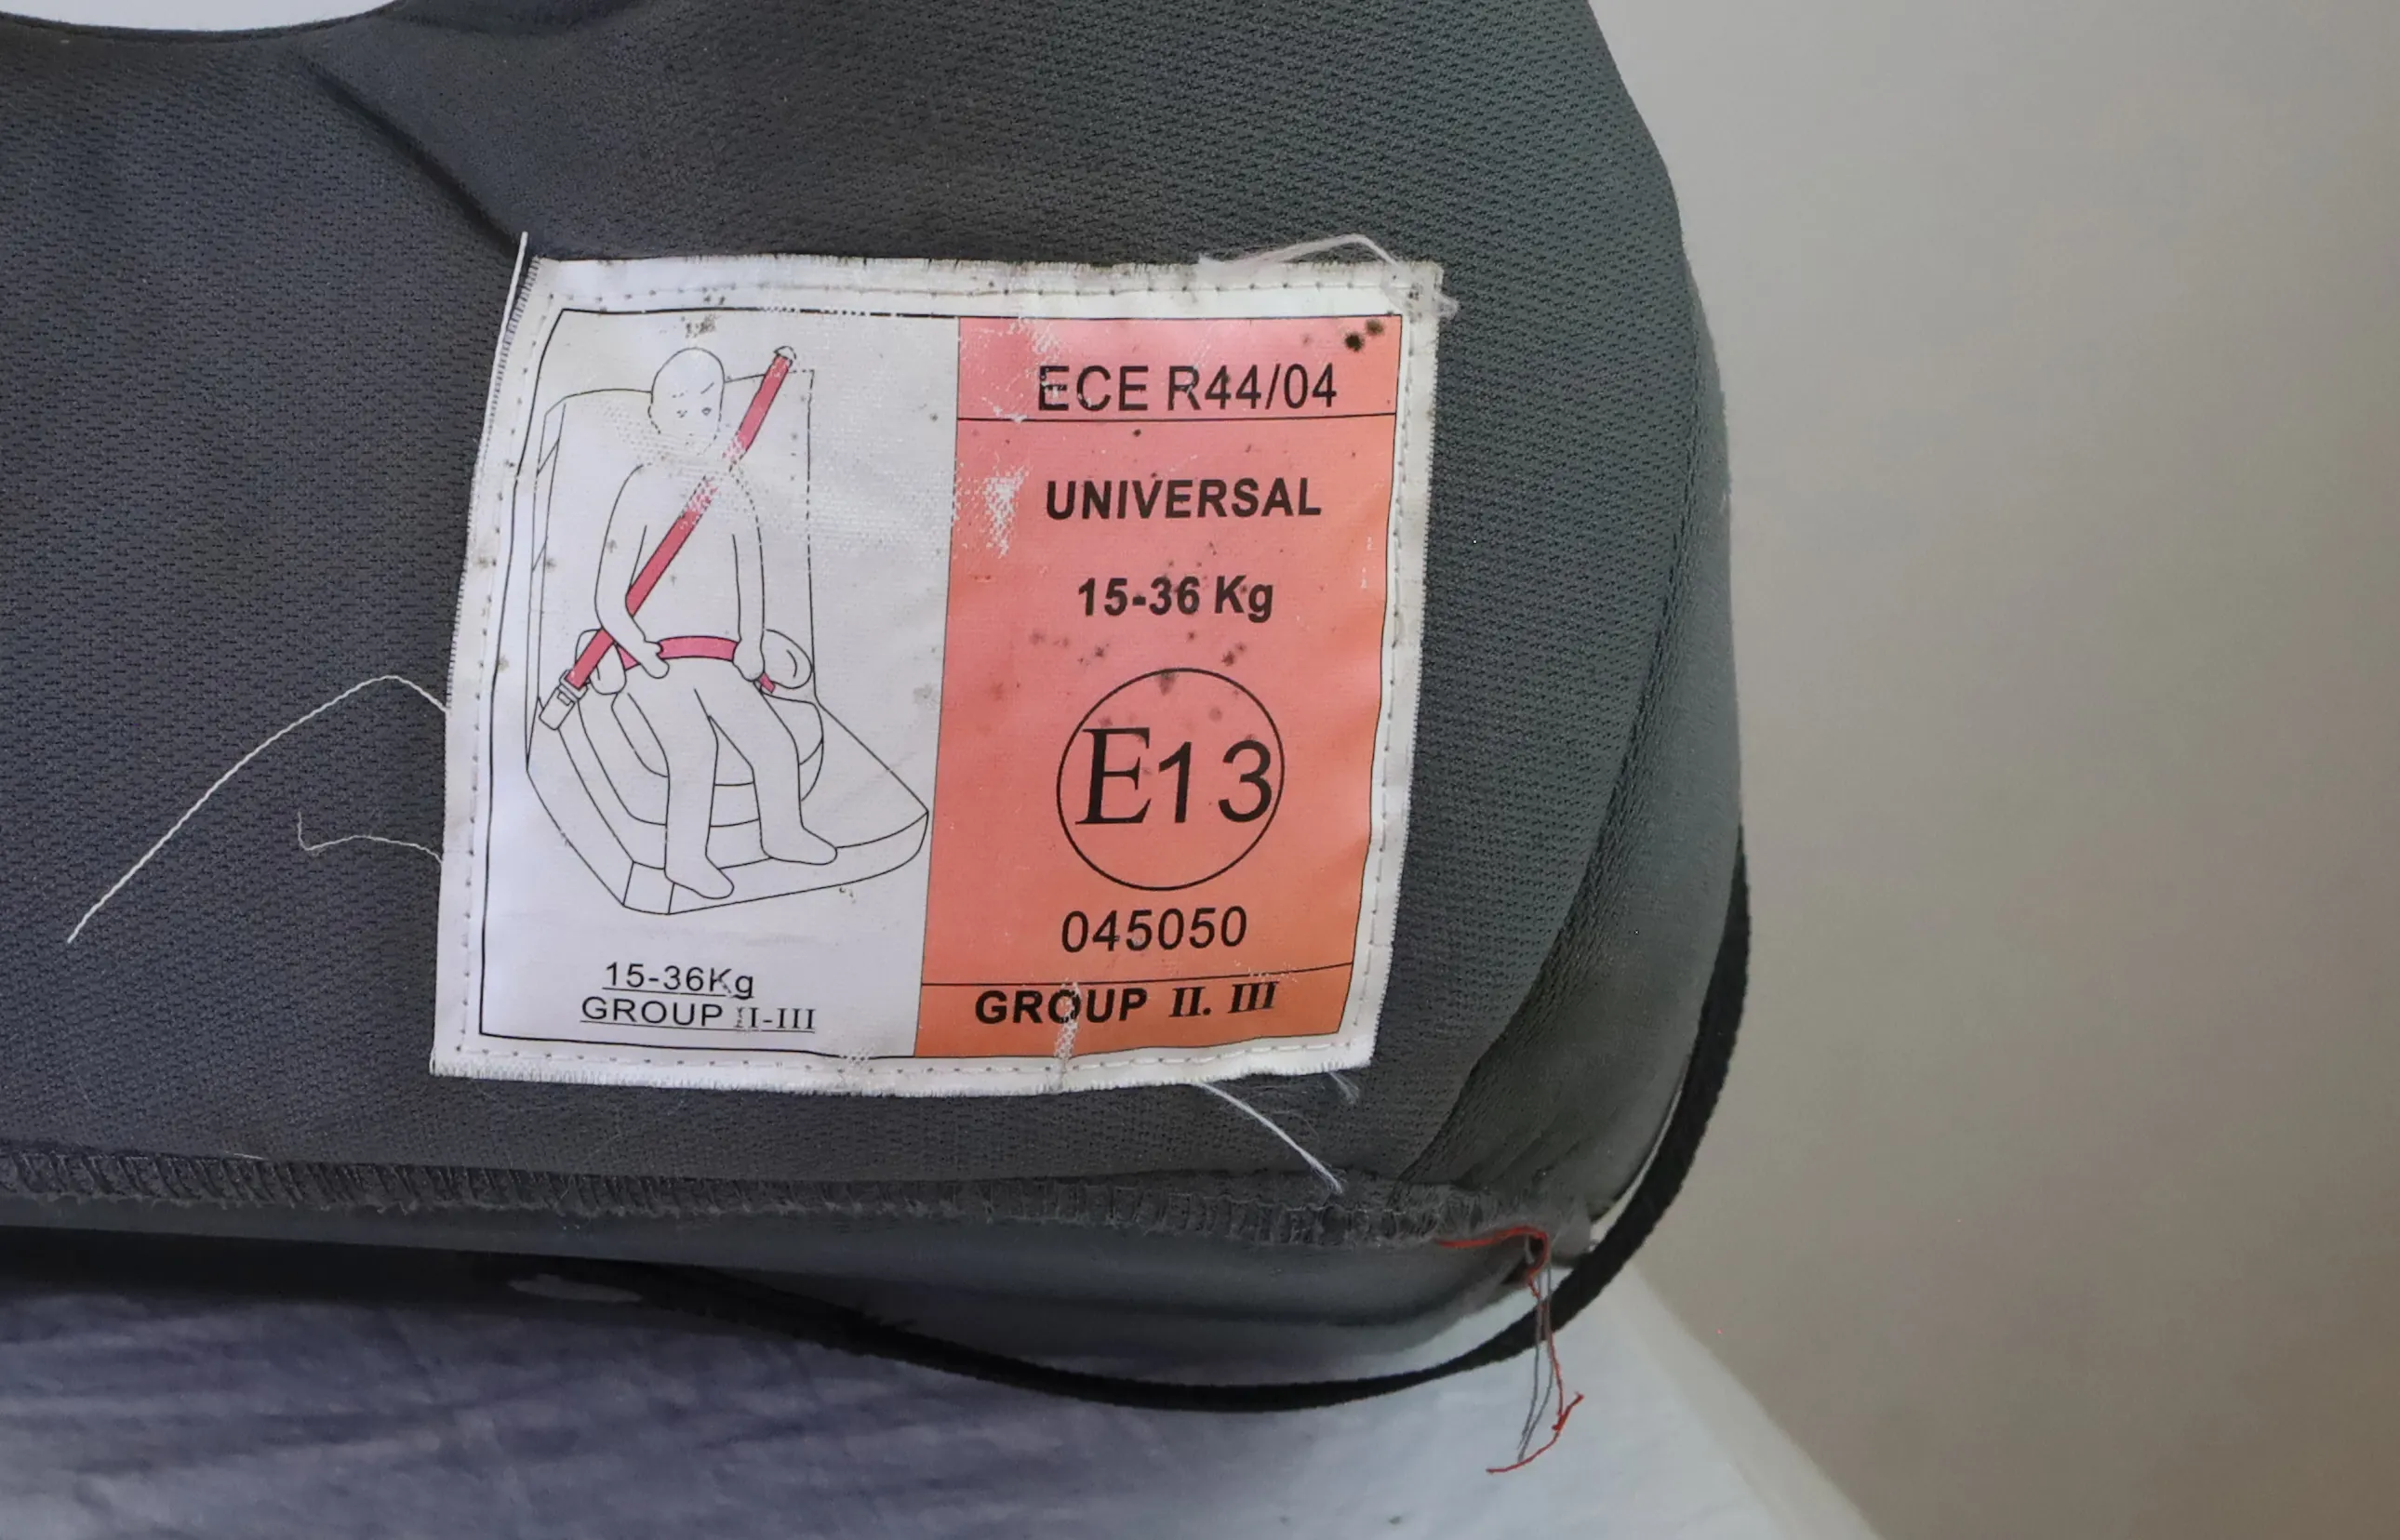 15-36Kg
GROUP II-III
ECE R44/04
UNIVERSAL
15-36 Kg
E13
045050
GROUP II. III